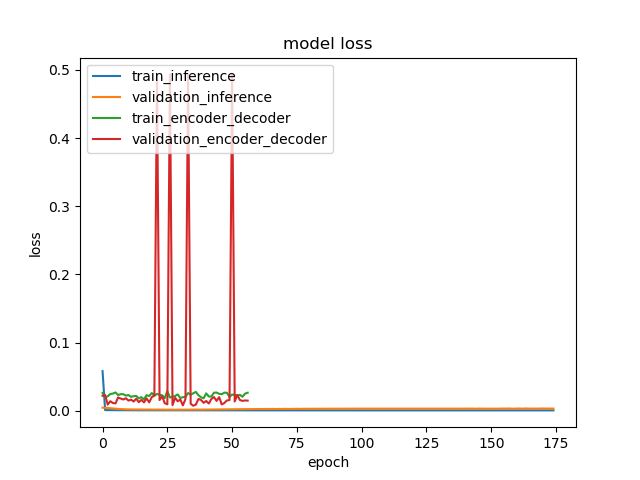 model loss
0.5
0.4
0.3
0.2
0.1
0.0
loss
train_inference
validation_inference
train_encoder_decoder
validation_encoder_decoder
0 25 50 75 100 125 150 175
epoch